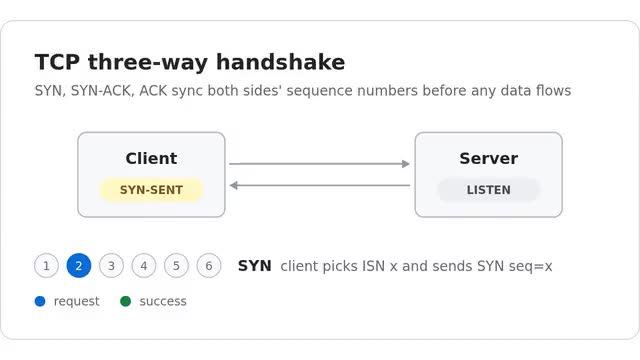 TCP three-way handshake
SYN, SYN-ACK, ACK sync both sides' sequence numbers before any data flows
Client
Server
SYN-SENT
LISTEN
1 2 3 4 5 6 SYN client picks ISN x and sends SYN seq=x
request success